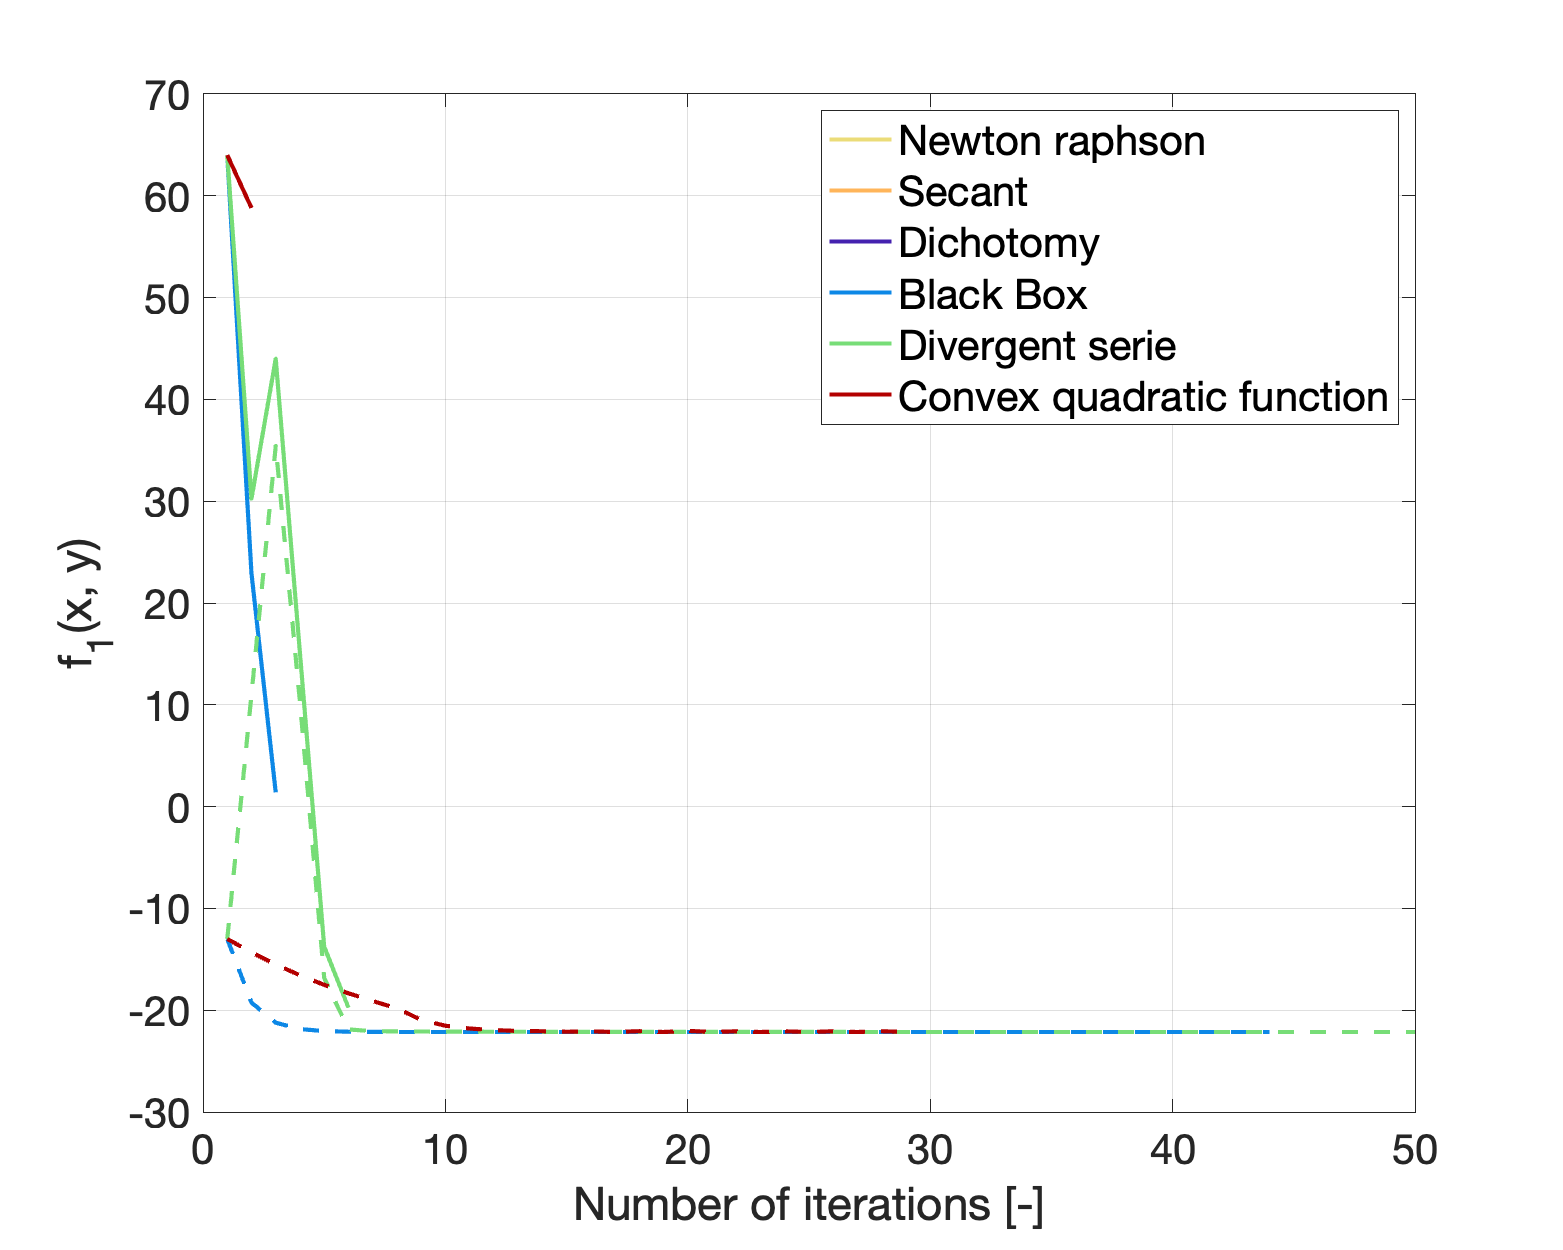 70
60
50
40
30
20
10
0
-10
-20
-30
0 10 20 30 40 50
Number of iterations [-]
f1(x, y)
Newton raphson
Secant
Dichotomy
Black Box
Divergent serie
Convex quadratic function